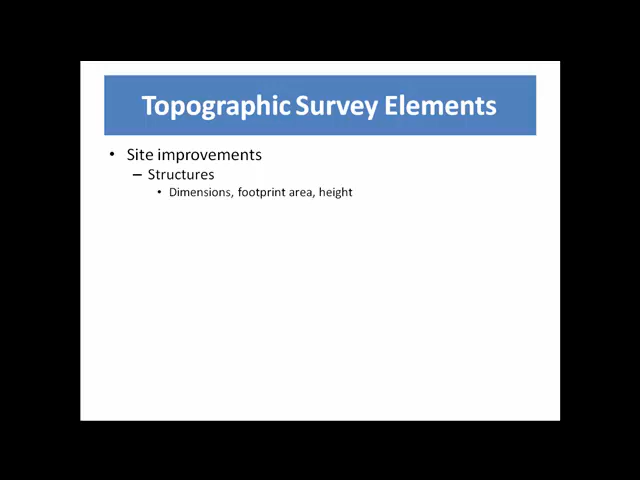 Topographic Survey Elements
• Site improvements
– Structures
• Dimensions, footprint area, height